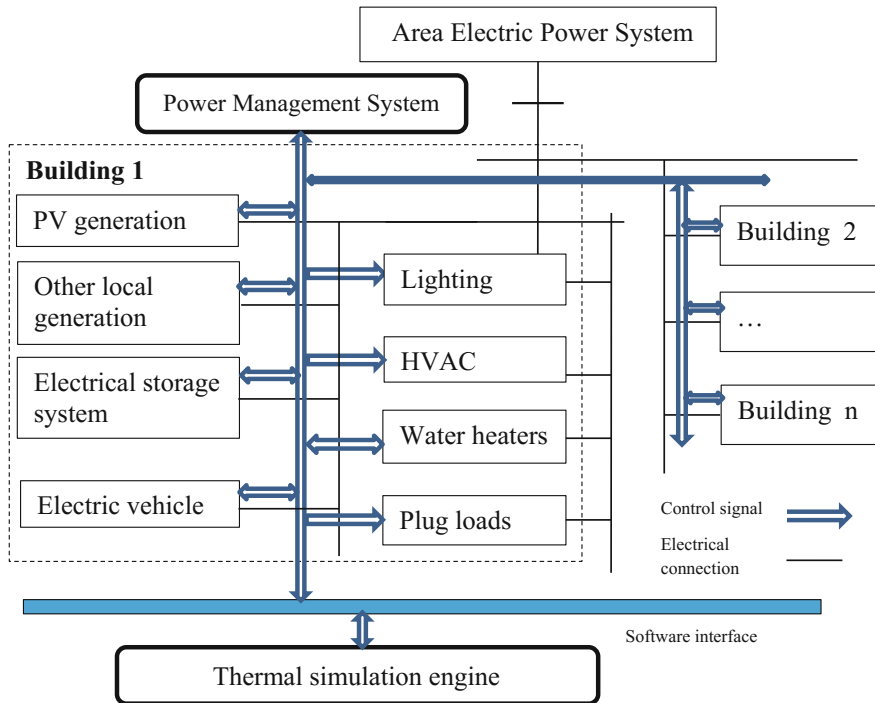 Area Electric Power System
Power Management System
Building 1
PV generation
Other local
generation
Electrical storage
system
Electric vehicle
Lighting
HVAC
Water heaters
Plug loads
Building 2
…
Building n
Control signal
Electrical
connection
Software interface
Thermal simulation engine